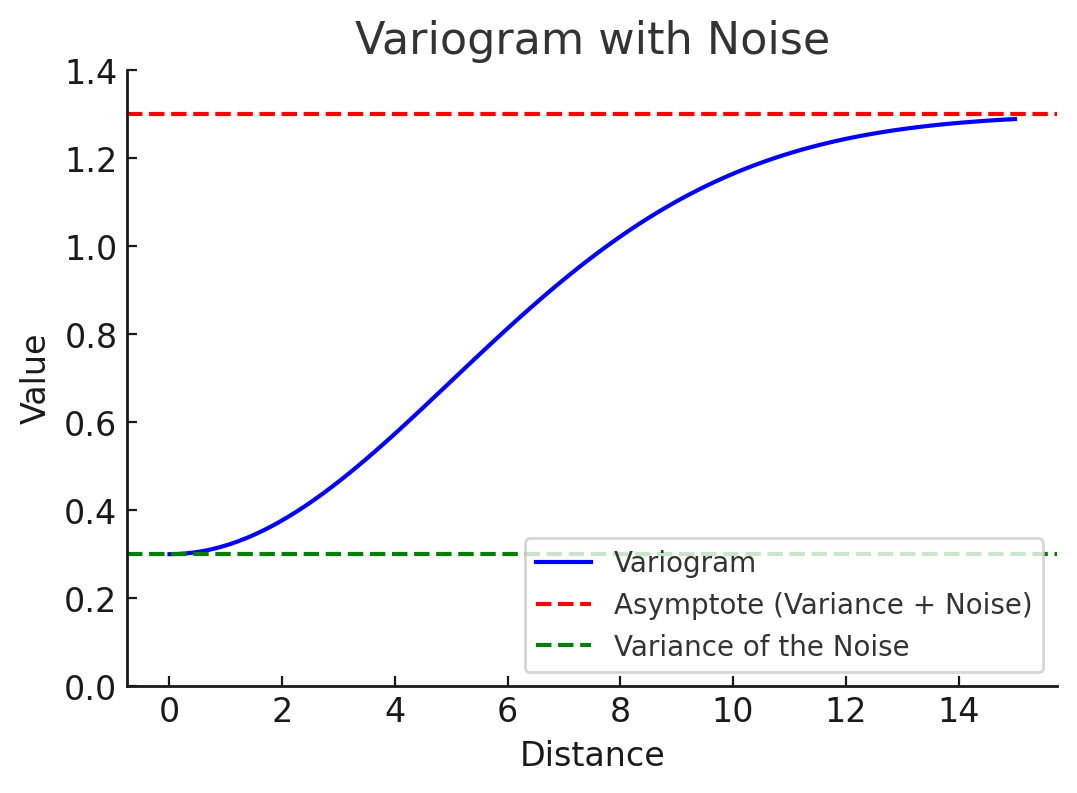 Variogram with Noise
1.4
1.2
1.0
0.8
0.6
0.4
0.2
0.0
Value
Variogram
Asymptote (Variance + Noise)
Variance of the Noise
0 2 4 6 8 10 12 14
Distance